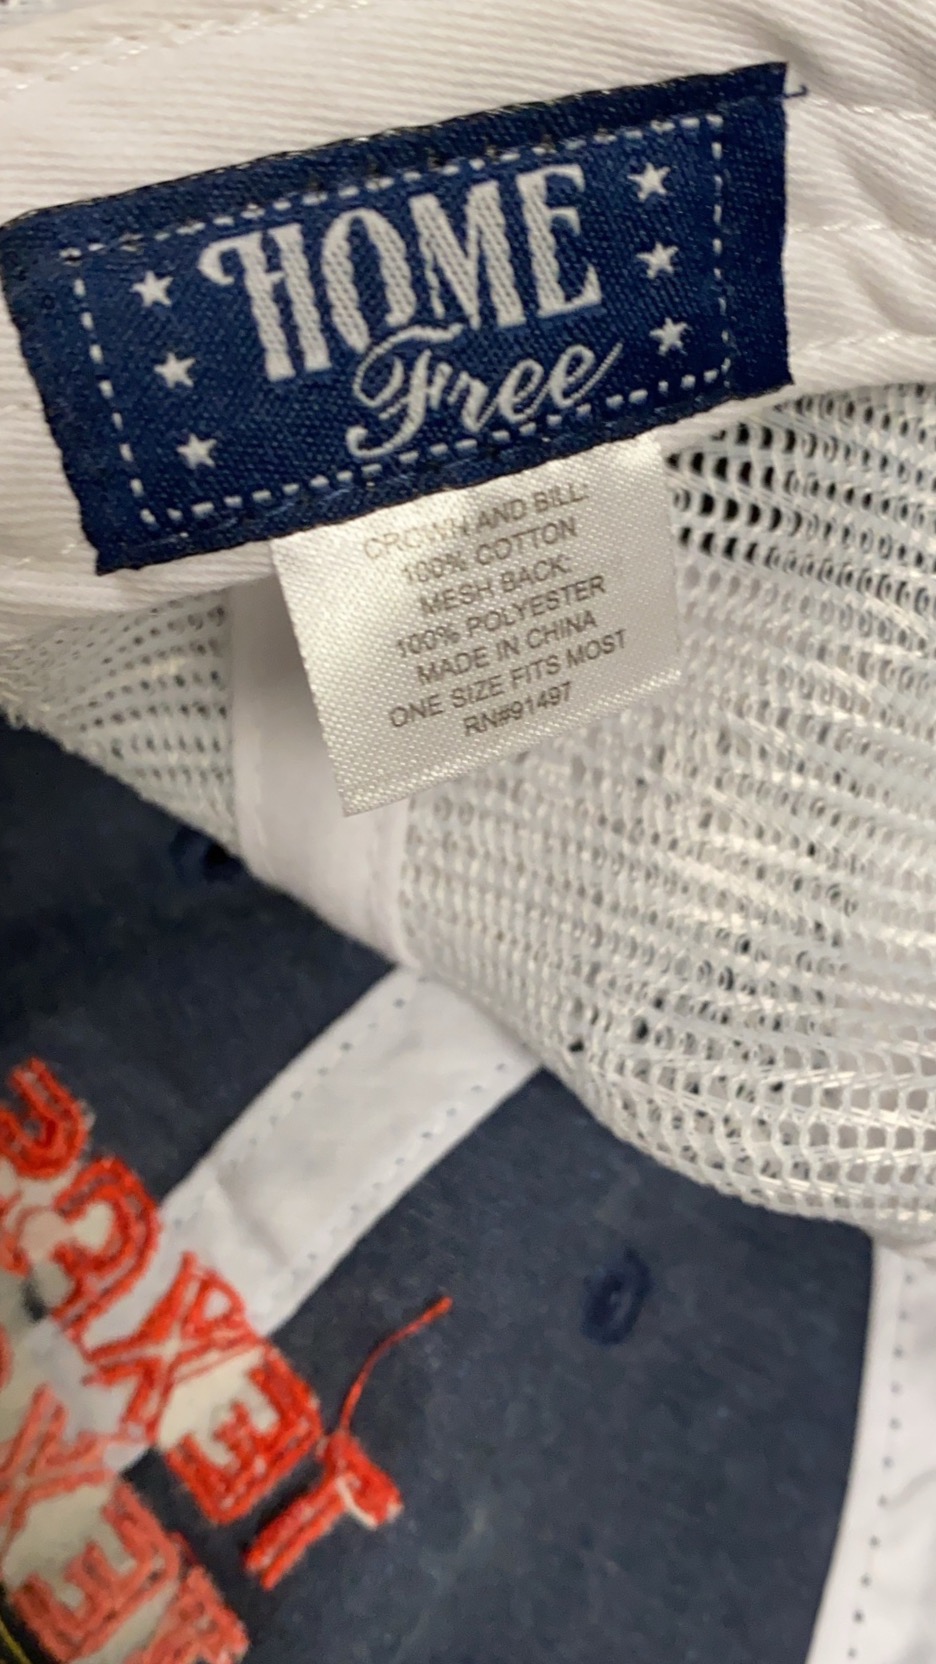 HOME
Free
CROWN AND BILL:
100% COTTON
MESH BACK:
100% POLYESTER
MADE IN CHINA
ONE SIZE FITS MOST
RN#91497